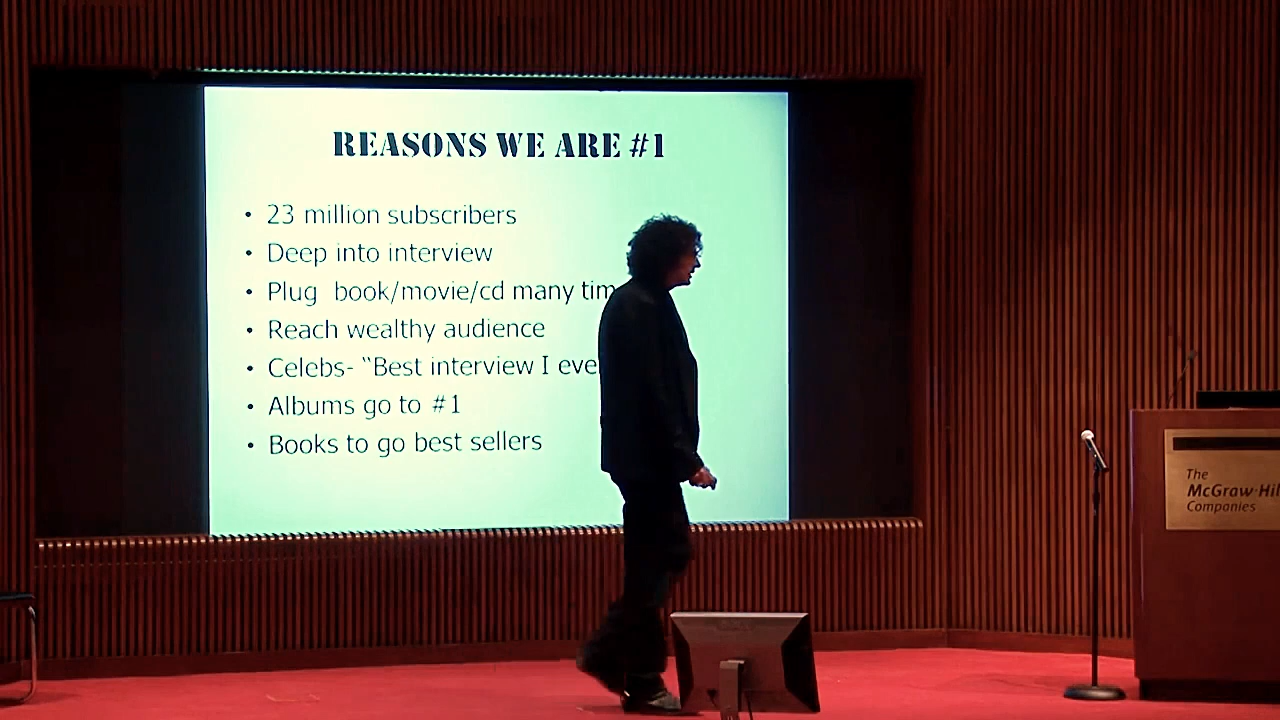 REASONS WE ARE #1
• 23 million subscribers
• Deep into interview
• Plug book/movie/cd many tim
• Reach wealthy audience
• Celebs- “Best interview I eve
• Albums go to #1
• Books to go best sellers
The
McGraw·Hil
Companies